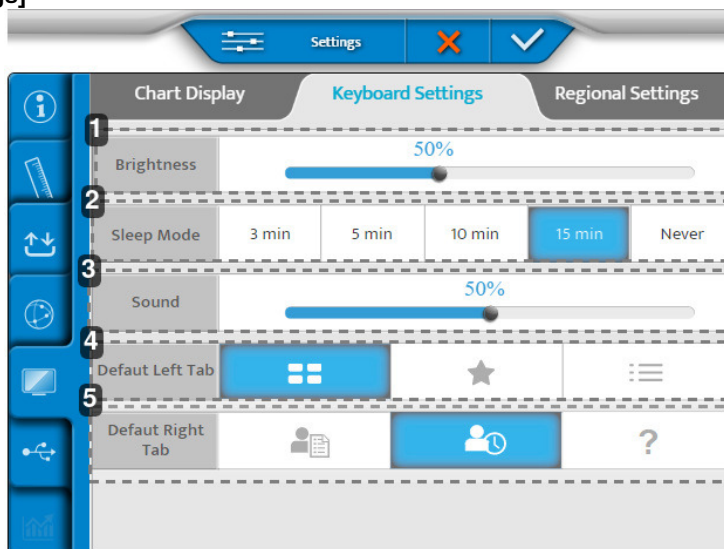 gs]
Settings
Chart Display Keyboard Settings Regional Settings
1
Brightness 50%
2
Sleep Mode 3 min 5 min 10 min 15 min Never
3
Sound 50%
4
Defaut Left Tab
5
Defaut Right
Tab ?